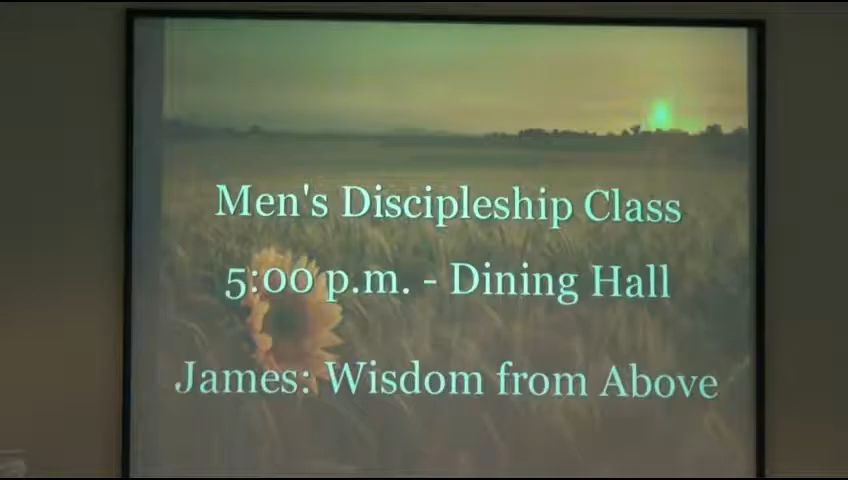 Men's Discipleship Class
5:00 p.m. - Dining Hall
James: Wisdom from Above